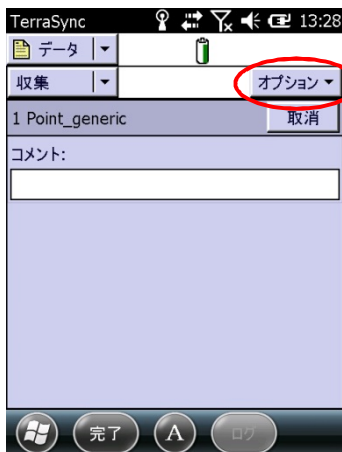 TerraSync 13:28
データ
収集 オプション
1 Point_generic 取消
コメント:
完了 A ログ